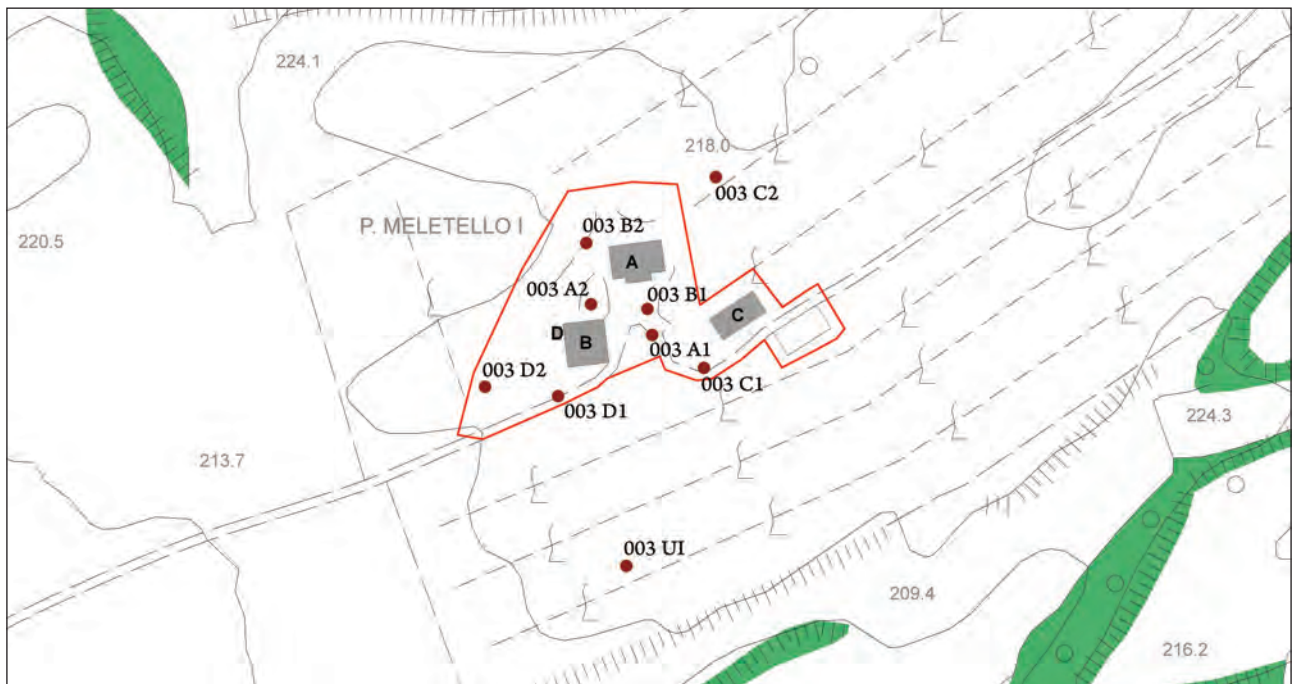 224.1
218.0
003 C2
P. MELETELLO I
220.5
003 B2
A
003 A2
003 B1
C
D
B
003 A1
003 D2
003 C1
003 D1
224.3
213.7
003 UI
209.4
216.2